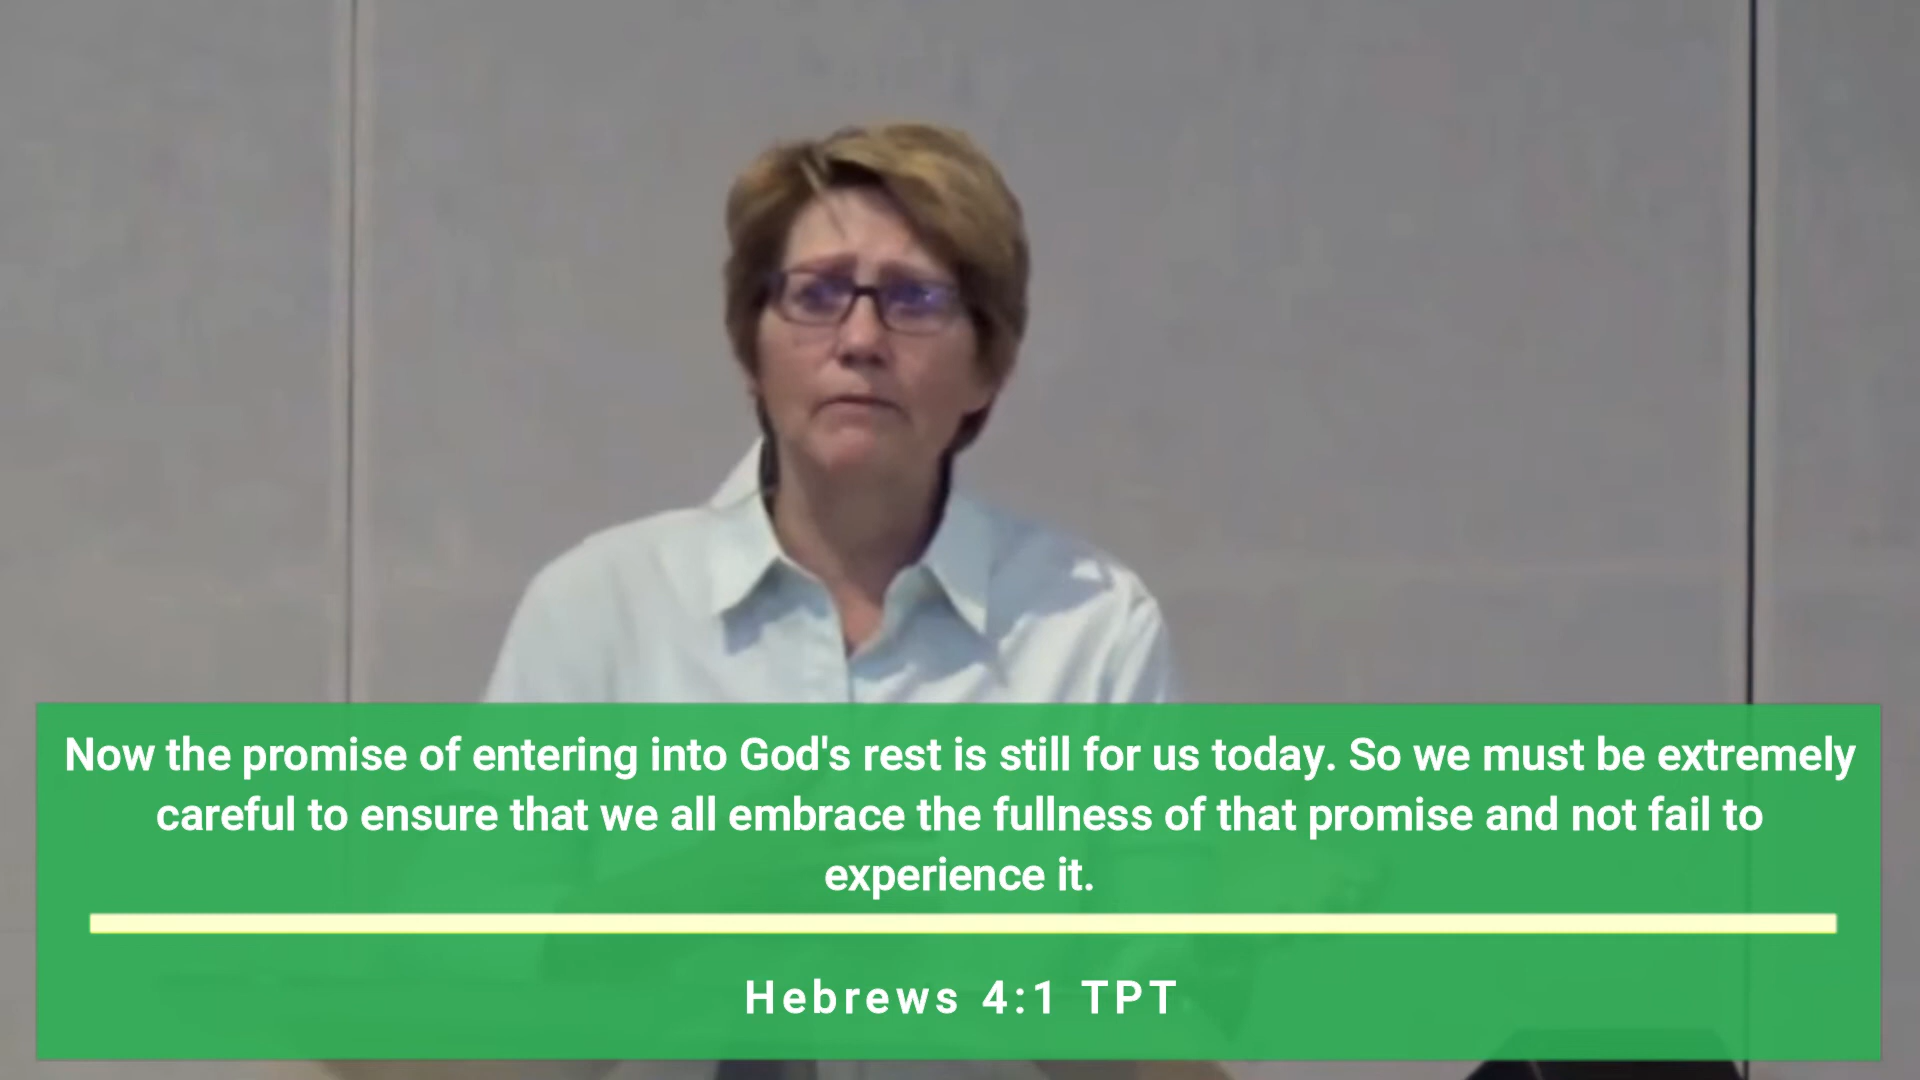 Now the promise of entering into God's rest is still for us today. So we must be extremely
careful to ensure that we all embrace the fullness of that promise and not fail to
experience it.
Hebrews 4:1 TPT